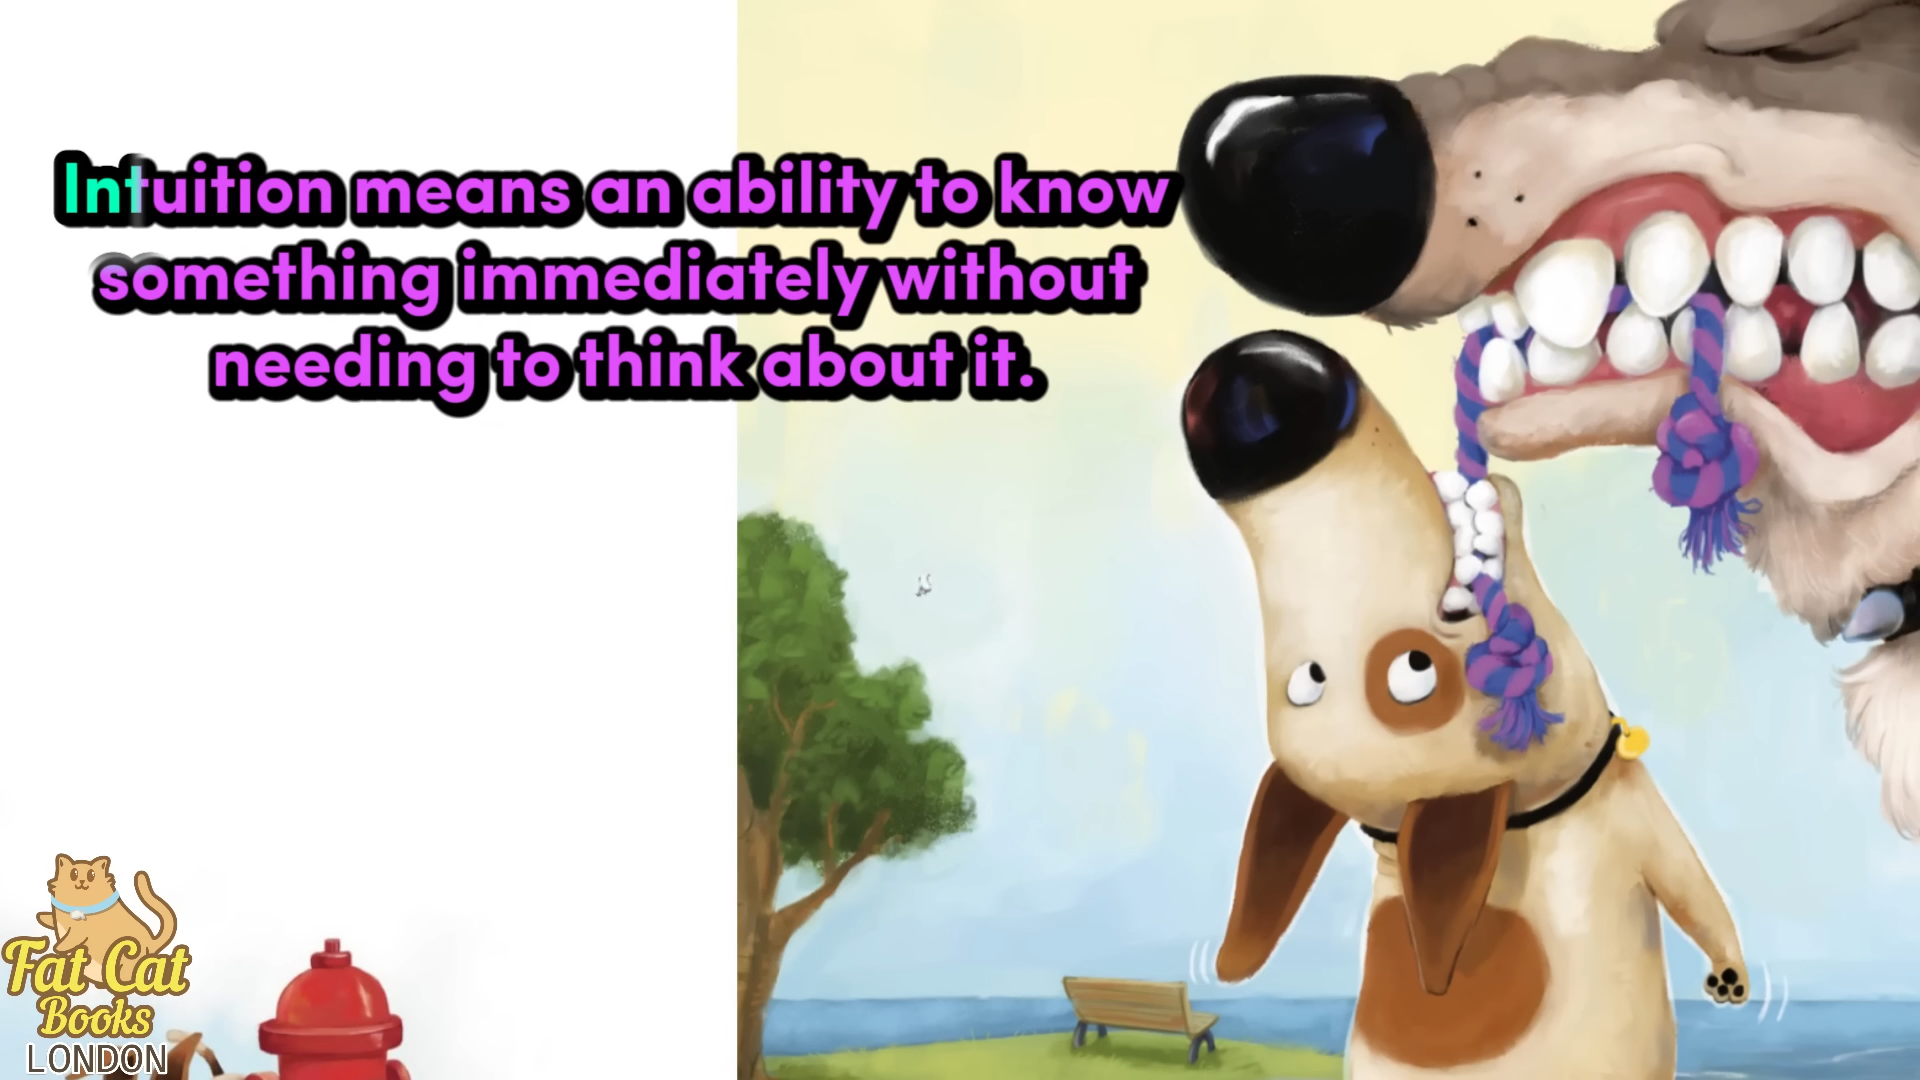 Intuition means an ability to know
something immediately without
needing to think about it.
Fat Cat
Books
LONDON